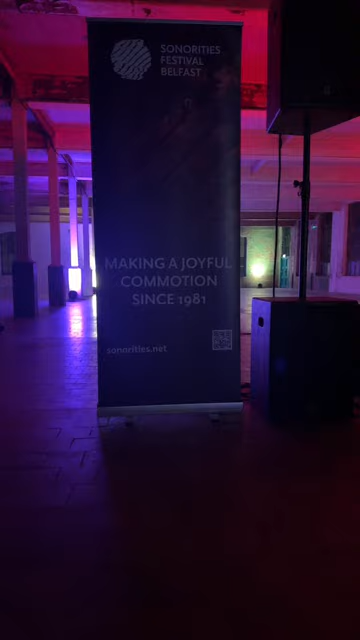 SONORITIES
FESTIVAL
BELFAST
MAKING A JOYFUL
COMMOTION
SINCE 1981
sonorities.net